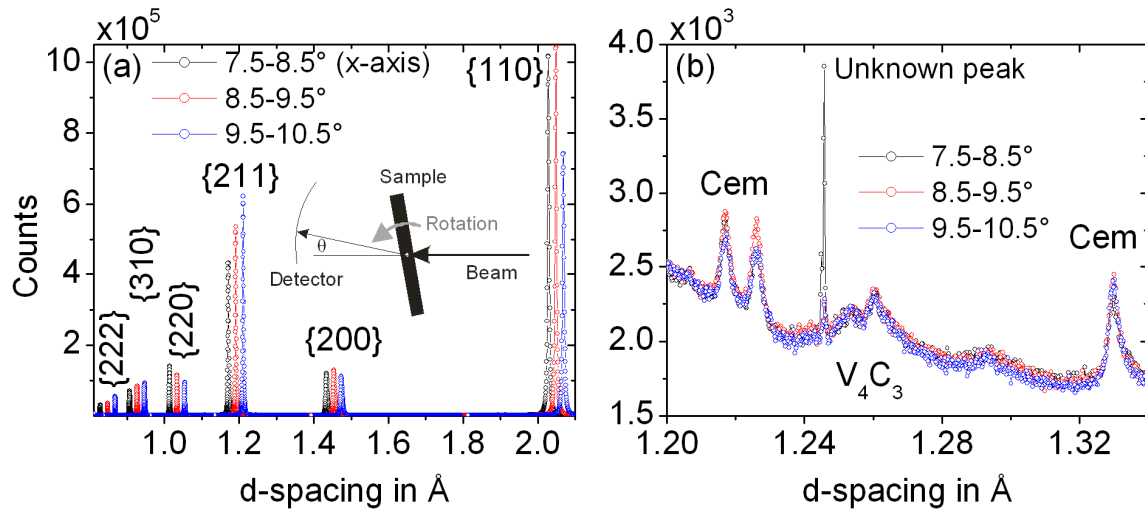 x10⁵
(a)
7.5-8.5° (x-axis)
8.5-9.5°
9.5-10.5°
{110}
{211}
Sample
Rotation
θ
Detector
Beam
{310}
{222}
{220}
{200}
10
8
6
4
2
Counts
1.0 1.2 1.4 1.6 1.8 2.0
d-spacing in Å
x10³
(b)
Unknown peak
7.5-8.5°
8.5-9.5°
9.5-10.5°
Cem
Cem
V₄C₃
4.0
3.5
3.0
2.5
2.0
1.5
1.20 1.24 1.28 1.32
d-spacing in Å